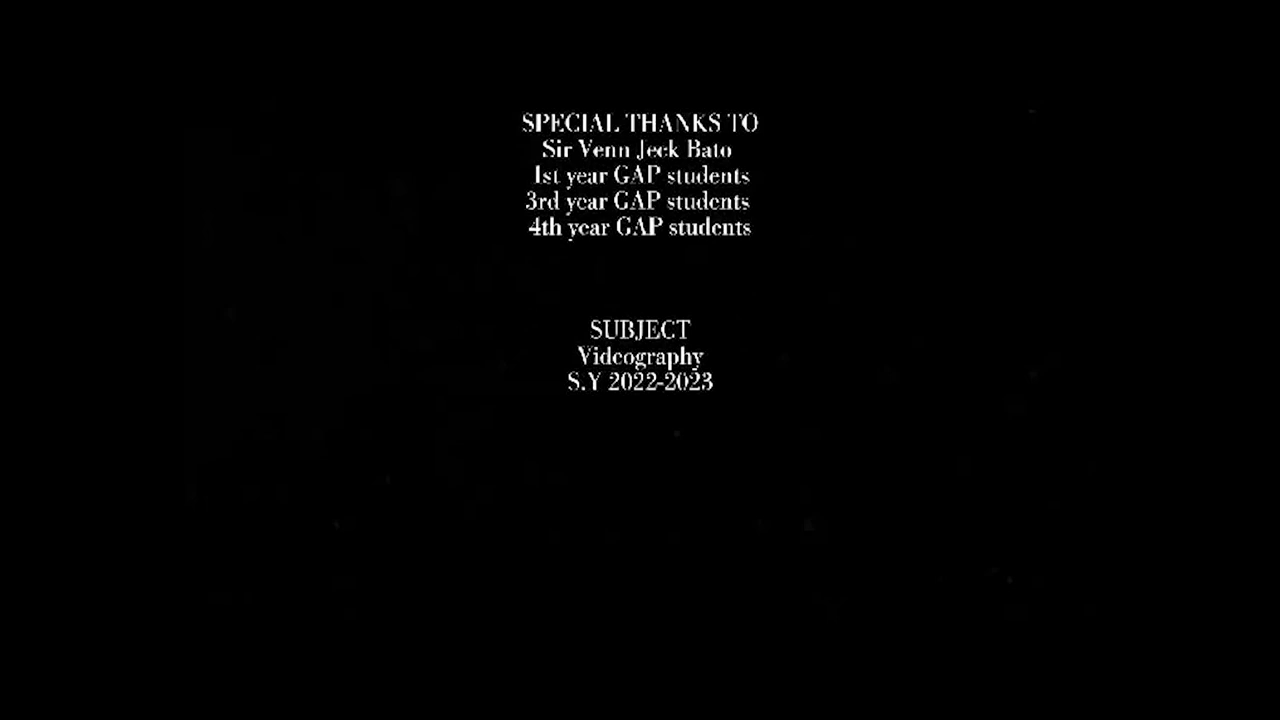 SPECIAL THANKS TO
Sir Venn Jeck Bato
1st year GAP students
3rd year GAP students
4th year GAP students
SUBJECT
Videography
S.Y 2022-2023